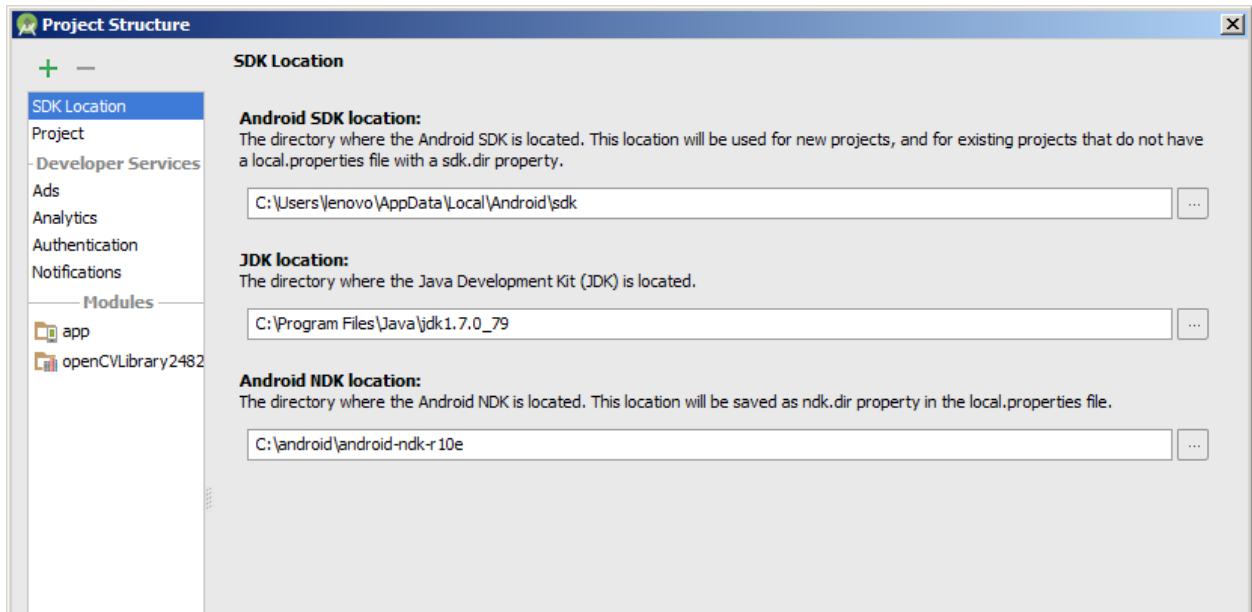 Project Structure
SDK Location
Project
Developer Services
Ads
Analytics
Authentication
Notifications
Modules
app
openCVLibrary2482
SDK Location
Android SDK location:
The directory where the Android SDK is located. This location will be used for new projects, and for existing projects that do not have
a local.properties file with a sdk.dir property.
C:\Users\lenovo\AppData\Local\Android\sdk
...
JDK location:
The directory where the Java Development Kit (JDK) is located.
C:\Program Files\Java\jdk1.7.0_79
...
Android NDK location:
The directory where the Android NDK is located. This location will be saved as ndk.dir property in the local.properties file.
C:\android\android-ndk-r10e
...